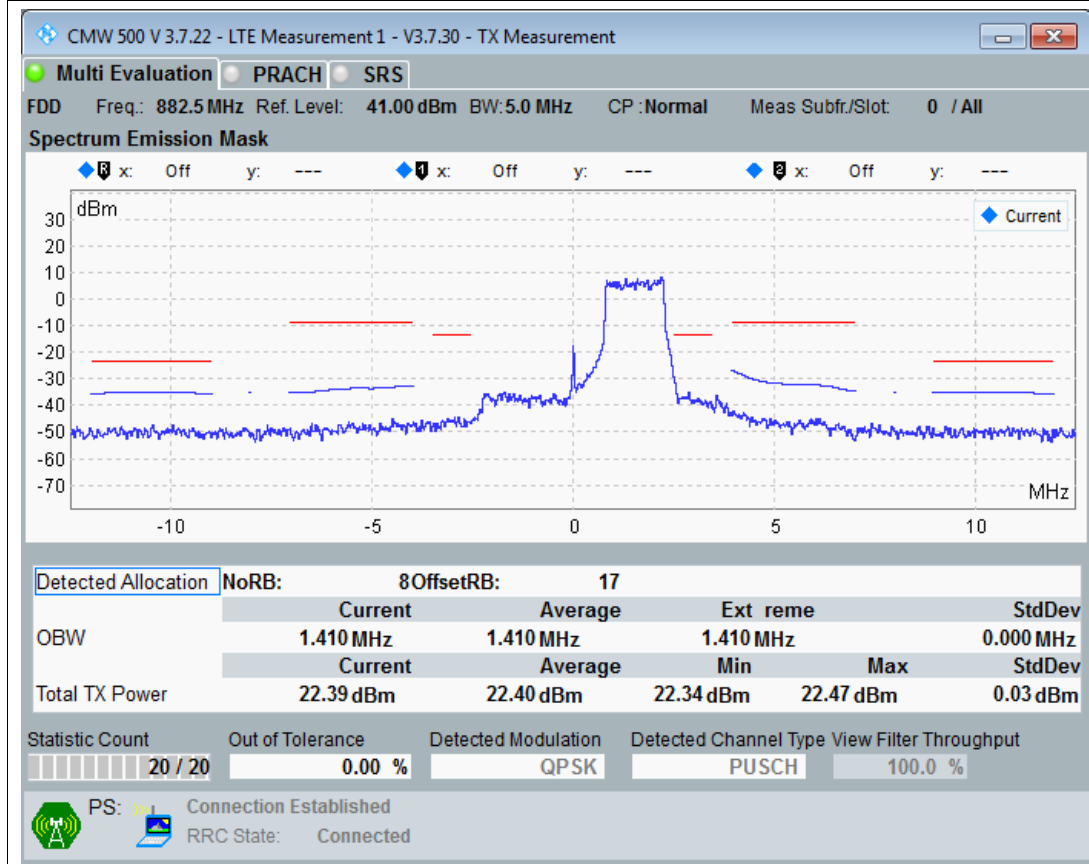 CMW 500 V 3.7.22 - LTE Measurement 1 - V3.7.30 - TX Measurement
Multi Evaluation PRACH SRS
FDD Freq.: 882.5 MHz Ref. Level: 41.00 dBm BW: 5.0 MHz CP : Normal Meas Subfr./Slot: 0 / All
Spectrum Emission Mask
R x: Off y: --- 1 x: Off y: --- 2 x: Off y: ---
dBm
Current
30
20
10
0
-10
-20
-30
-40
-50
-60
-70
MHz
-10 -5 0 5 10
Detected Allocation NoRB: 8 OffsetRB: 17
Current Average Ext reme StdDev
OBW 1.410 MHz 1.410 MHz 1.410 MHz 0.000 MHz
Current Average Min Max StdDev
Total TX Power 22.39 dBm 22.40 dBm 22.34 dBm 22.47 dBm 0.03 dBm
Statistic Count Out of Tolerance Detected Modulation Detected Channel Type View Filter Throughput
20 / 20 0.00 % QPSK PUSCH 100.0 %
PS: Connection Established
RRC State: Connected